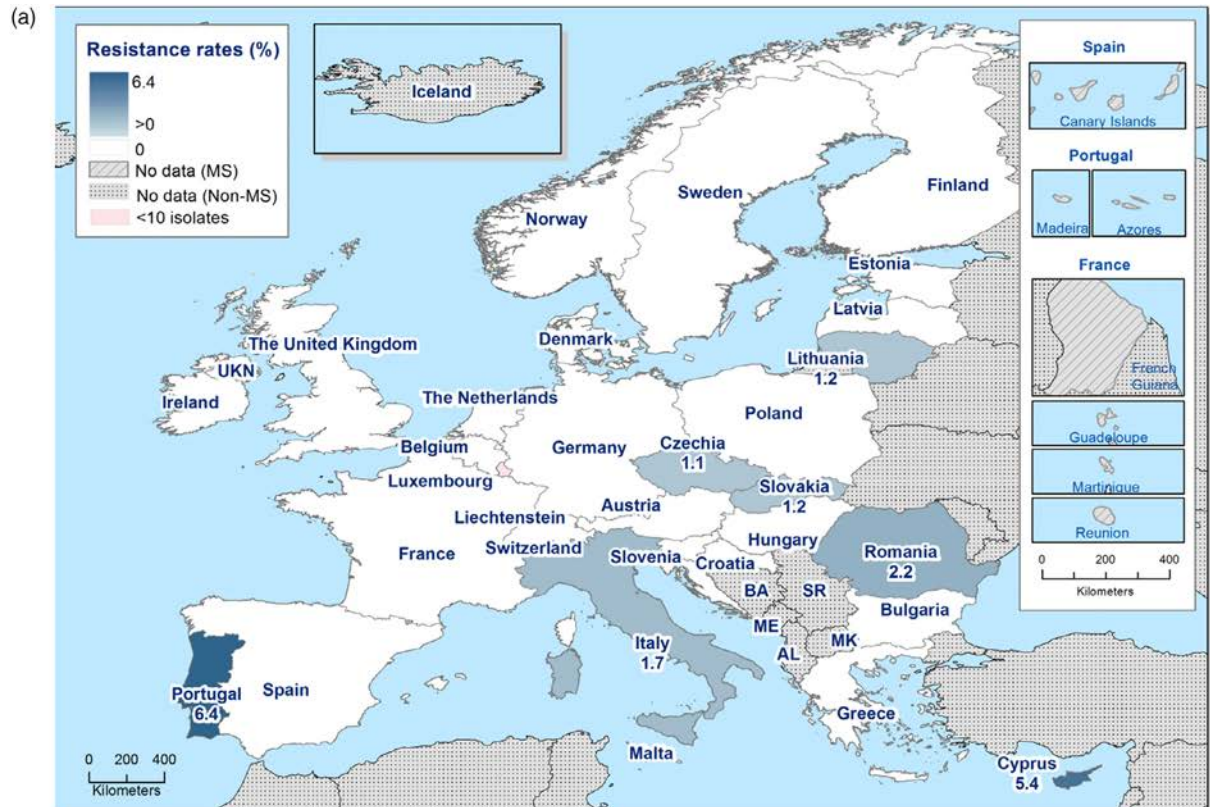 (a)
Resistance rates (%)
6.4
>0
0
No data (MS)
No data (Non-MS)
<10 isolates
Iceland
Spain
Canary Islands
Portugal
Madeira
Azores
France
French
Guiana
Guadeloupe
Martinique
Reunion
0 200 400
Kilometers
Norway
Sweden
Finland
Estonia
Latvia
Lithuania
1.2
Denmark
The United Kingdom
UKN
Ireland
The Netherlands
Belgium
Luxembourg
Germany
Poland
Czechia
1.1
Slovakia
1.2
Austria
Liechtenstein
Switzerland
France
Slovenia
Hungary
Croatia
Romania
2.2
BA
SR
Bulgaria
ME
MK
AL
Italy
1.7
Portugal
6.4
Spain
Greece
Malta
Cyprus
5.4
0 200 400
Kilometers